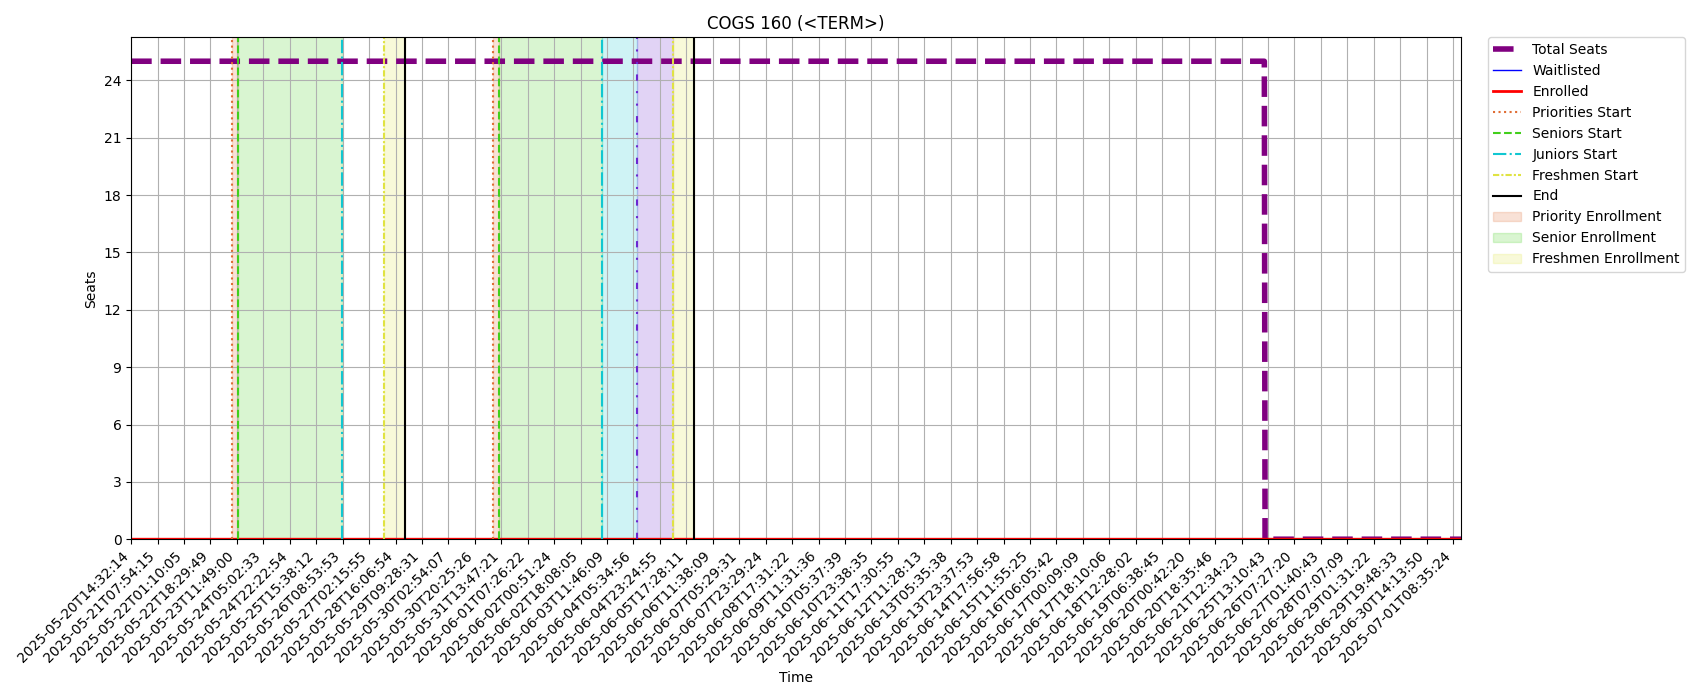 COGS 160 (<TERM>)
Total Seats
Waitlisted
Enrolled
Priorities Start
Seniors Start
Juniors Start
Freshmen Start
End
Priority Enrollment
Senior Enrollment
Freshmen Enrollment
Seats
24
21
18
15
12
9
6
3
0
2025-05-20T14:32:14
2025-05-21T07:54:15
2025-05-22T01:10:05
2025-05-22T18:29:49
2025-05-23T11:49:00
2025-05-24T05:02:33
2025-05-24T22:22:54
2025-05-25T15:38:12
2025-05-26T08:53:53
2025-05-27T02:15:55
2025-05-28T16:06:54
2025-05-29T09:28:31
2025-05-30T02:54:07
2025-05-30T20:25:26
2025-05-31T13:47:21
2025-06-01T07:26:22
2025-06-02T00:51:24
2025-06-02T18:08:05
2025-06-03T11:46:09
2025-06-04T05:34:56
2025-06-04T23:24:55
2025-06-05T17:28:11
2025-06-06T11:38:09
2025-06-07T05:29:31
2025-06-07T23:29:24
2025-06-08T17:31:22
2025-06-09T11:31:36
2025-06-10T05:37:39
2025-06-10T23:38:35
2025-06-11T17:30:55
2025-06-12T11:28:13
2025-06-13T05:35:38
2025-06-13T23:37:53
2025-06-14T17:56:58
2025-06-15T11:55:25
2025-06-16T06:05:42
2025-06-17T00:09:09
2025-06-17T18:10:06
2025-06-18T12:28:02
2025-06-19T06:38:45
2025-06-20T00:42:20
2025-06-20T18:35:46
2025-06-21T12:34:23
2025-06-25T13:10:43
2025-06-26T07:27:20
2025-06-27T01:40:43
2025-06-28T07:07:09
2025-06-29T01:31:22
2025-06-29T19:48:33
2025-06-30T14:13:50
2025-07-01T08:35:24
Time